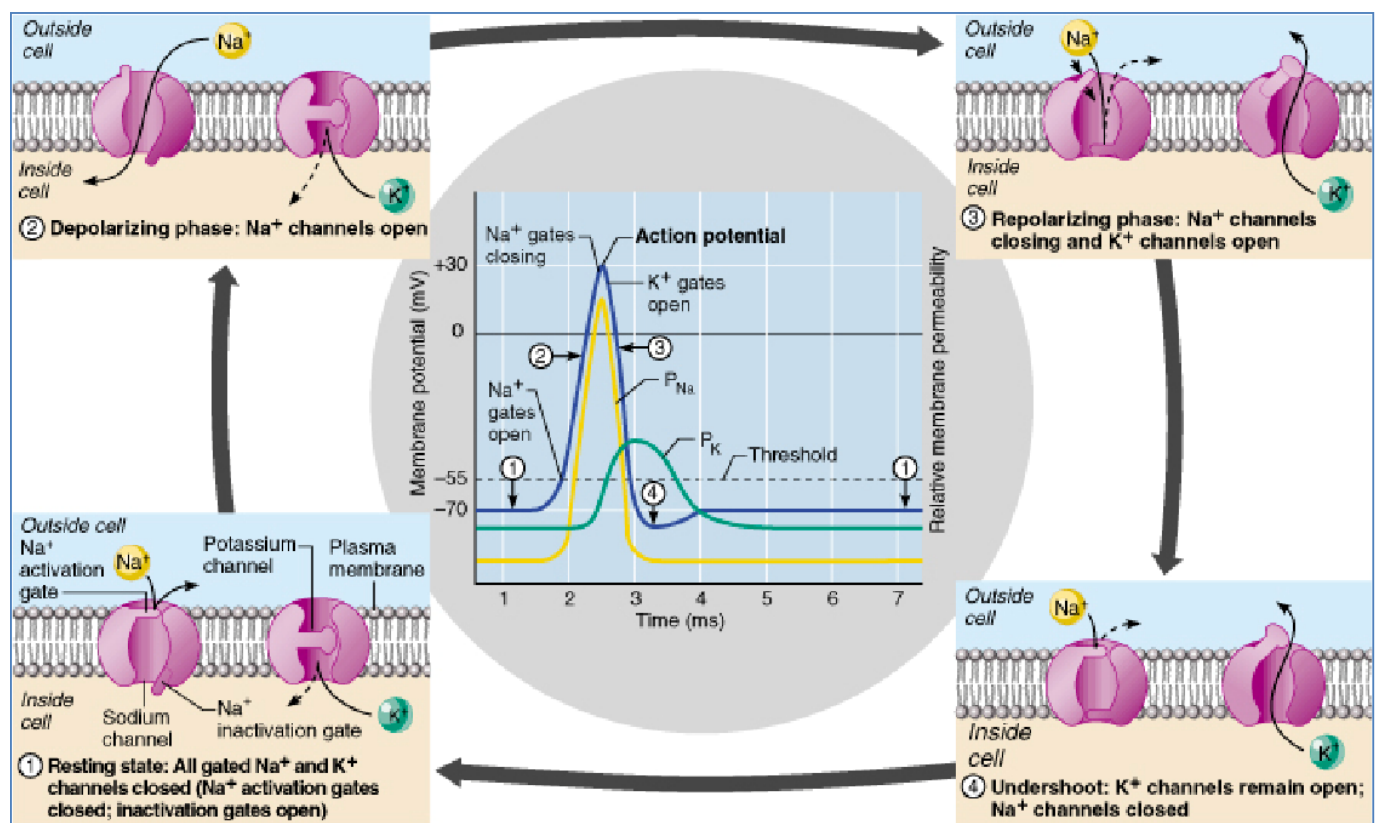 Outside
cell
Na+
Inside
cell
K+
② Depolarizing phase: Na+ channels open
Outside
cell
Na+
Inside
cell
K+
③ Repolarizing phase: Na+ channels
closing and K+ channels open
Membrane potential (mV)
+30
0
–55
–70
Na+ gates
closing
Action potential
K+ gates
open
②
③
PNa
Na+
gates
open
PK
Threshold
①
④
①
Relative membrane permeability
1 2 3 4 5 6 7
Time (ms)
Outside cell
Na+
activation
gate
Na+
Potassium
channel
Plasma
membrane
Inside
cell
Sodium
channel
Na+
inactivation gate
K+
① Resting state: All gated Na+ and K+
channels closed (Na+ activation gates
closed; inactivation gates open)
Outside
cell
Na+
Inside
cell
K+
④ Undershoot: K+ channels remain open;
Na+ channels closed